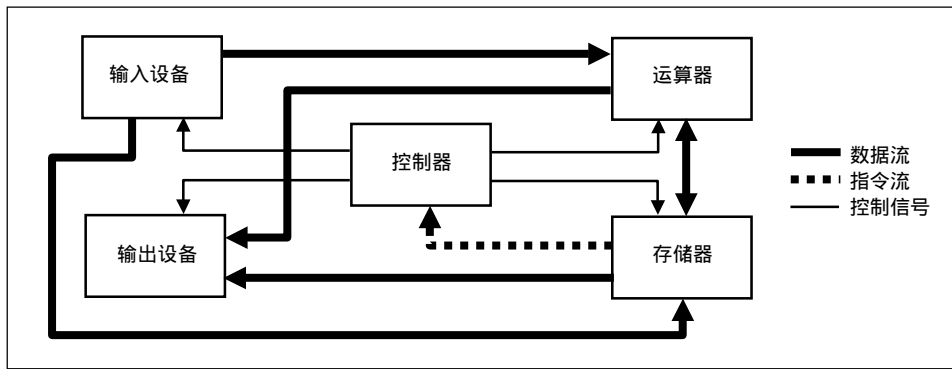 输入设备
运算器
控制器
输出设备
存储器
数据流
指令流
控制信号